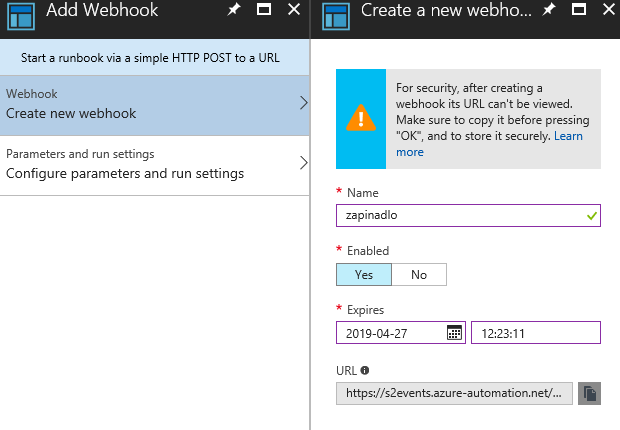 Add Webhook
Start a runbook via a simple HTTP POST to a URL
Webhook
Create new webhook
Parameters and run settings
Configure parameters and run settings
Create a new webho...
For security, after creating a
webhook its URL can't be viewed.
Make sure to copy it before pressing
"OK", and to store it securely. Learn
more
* Name
zapinadlo
* Enabled
Yes No
* Expires
2019-04-27 12:23:11
URL
https://s2events.azure-automation.net/...